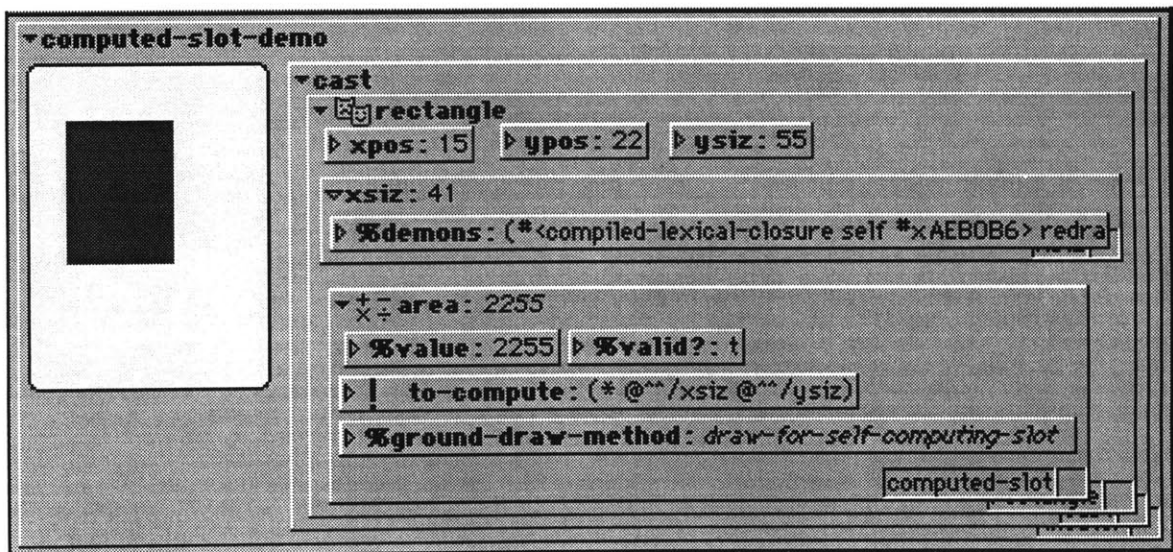 computed-slot-demo
cast
rectangle
xpos: 15 ypos: 22 ysiz: 55
xsiz: 41
%demons: (#<compiled-lexical-closure self #xAEB0B6> redra
area: 2255
%value: 2255 %valid?: t
! to-compute: (* @^^/xsiz @^^/ysiz)
%ground-draw-method: draw-for-self-computing-slot
computed-slot